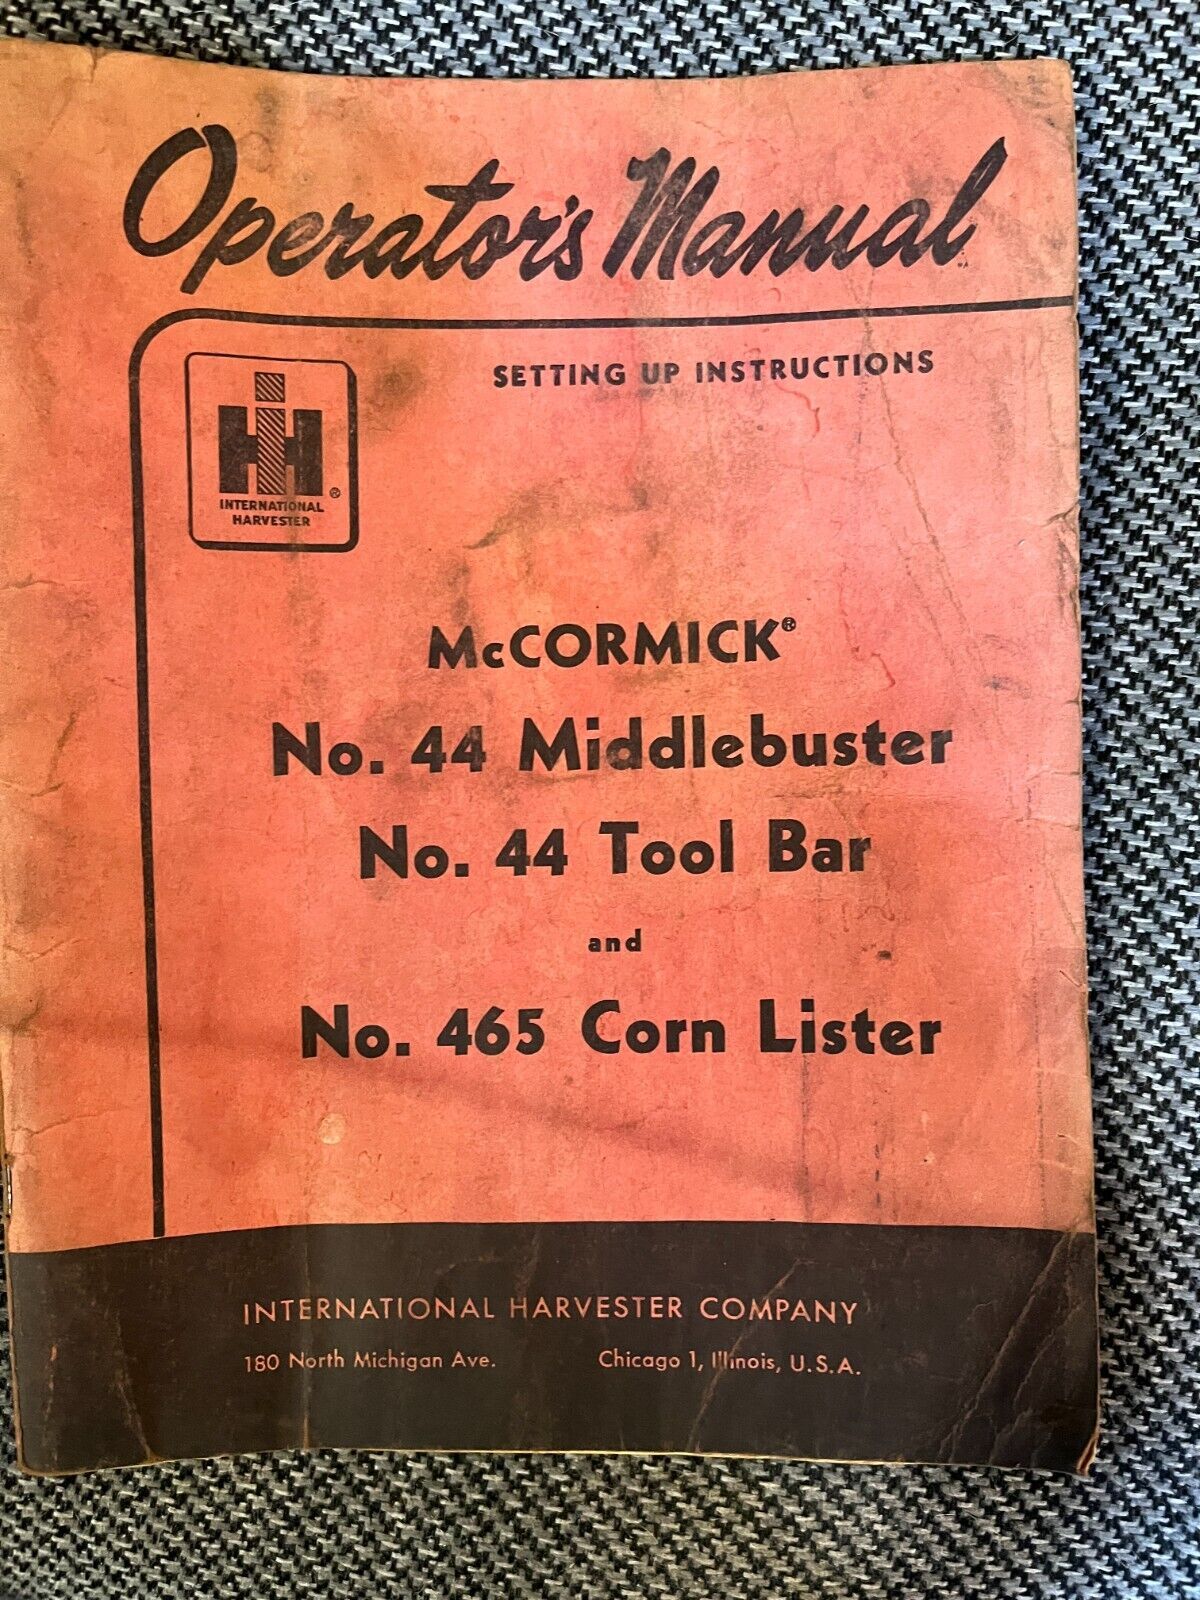 Operator's Manual
SETTING UP INSTRUCTIONS
IH
INTERNATIONAL
HARVESTER
®
McCORMICK®
No. 44 Middlebuster
No. 44 Tool Bar
and
No. 465 Corn Lister
INTERNATIONAL HARVESTER COMPANY
180 North Michigan Ave. Chicago 1, Illinois, U.S.A.